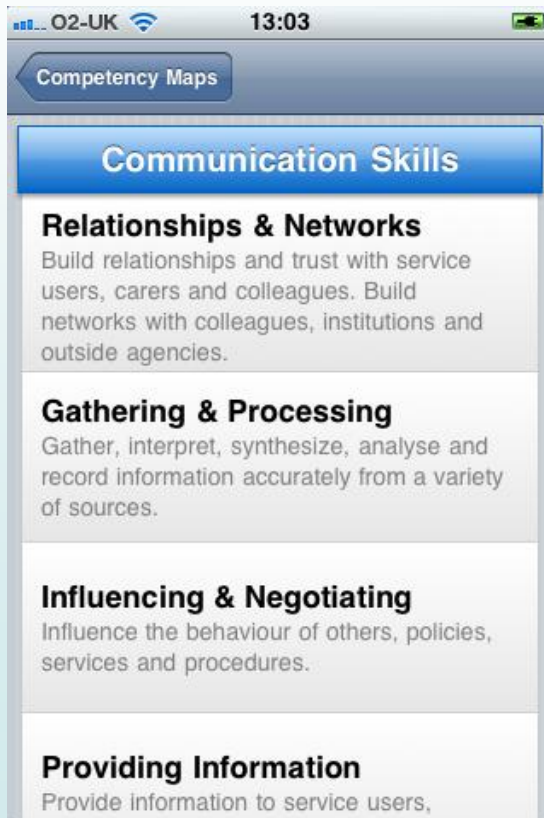 O2-UK 13:03
Competency Maps
Communication Skills
Relationships & Networks
Build relationships and trust with service
users, carers and colleagues. Build
networks with colleagues, institutions and
outside agencies.
Gathering & Processing
Gather, interpret, synthesize, analyse and
record information accurately from a variety
of sources.
Influencing & Negotiating
Influence the behaviour of others, policies,
services and procedures.
Providing Information
Provide information to service users,